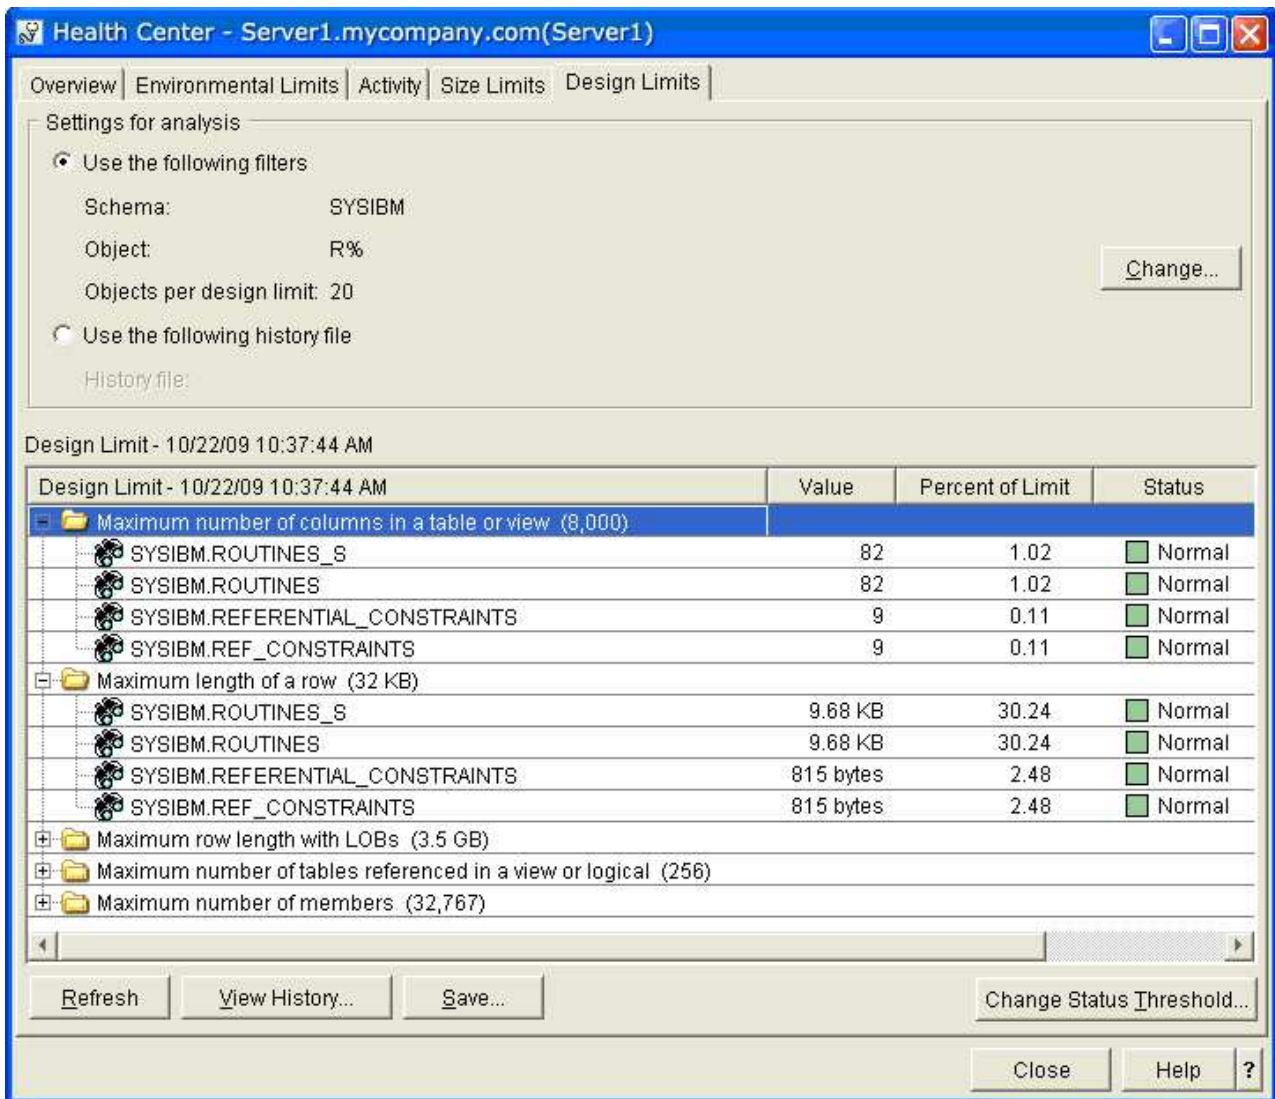 Health Center - Server1.mycompany.com(Server1)
Overview Environmental Limits Activity Size Limits Design Limits
Settings for analysis
Use the following filters
Schema: SYSIBM
Object: R%
Change...
Objects per design limit: 20
Use the following history file
History file:
Design Limit - 10/22/09 10:37:44 AM
Design Limit - 10/22/09 10:37:44 AM Value Percent of Limit Status
Maximum number of columns in a table or view (8,000)
SYSIBM.ROUTINES_S 82 1.02 Normal
SYSIBM.ROUTINES 82 1.02 Normal
SYSIBM.REFERENTIAL_CONSTRAINTS 9 0.11 Normal
SYSIBM.REF_CONSTRAINTS 9 0.11 Normal
Maximum length of a row (32 KB)
SYSIBM.ROUTINES_S 9.68 KB 30.24 Normal
SYSIBM.ROUTINES 9.68 KB 30.24 Normal
SYSIBM.REFERENTIAL_CONSTRAINTS 815 bytes 2.48 Normal
SYSIBM.REF_CONSTRAINTS 815 bytes 2.48 Normal
Maximum row length with LOBs (3.5 GB)
Maximum number of tables referenced in a view or logical (256)
Maximum number of members (32,767)
Refresh View History... Save... Change Status Threshold...
Close Help ?